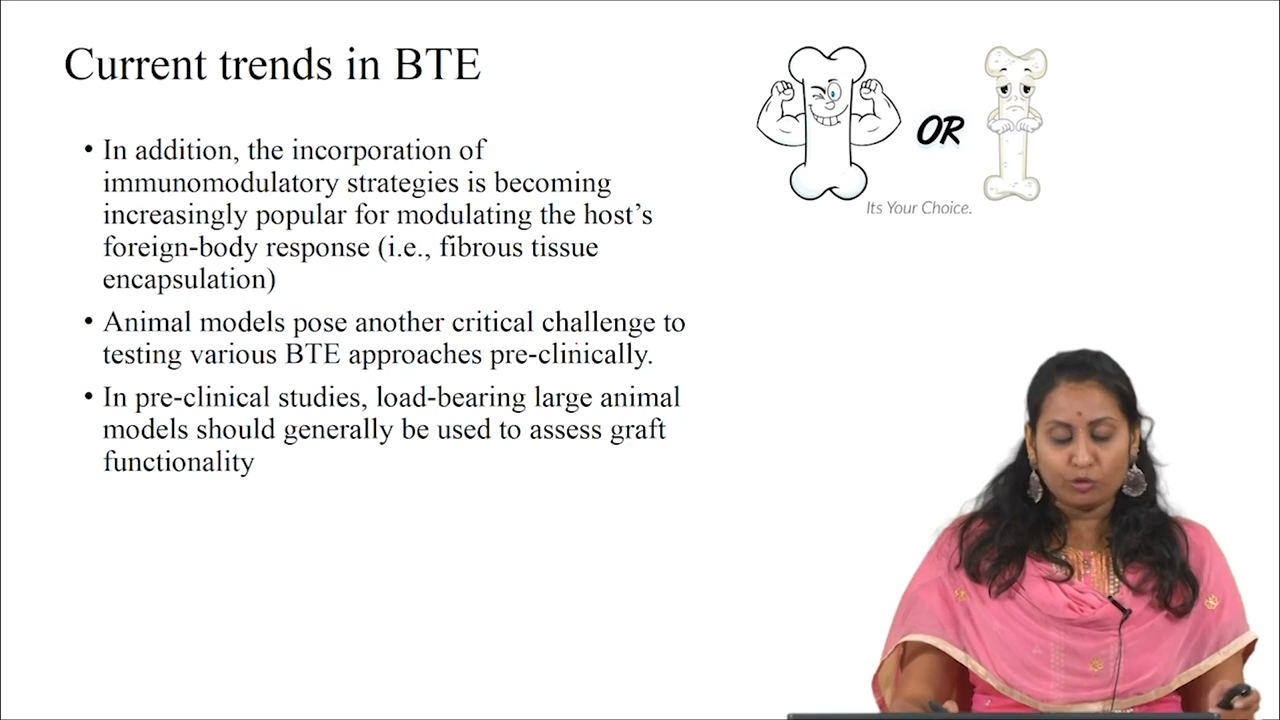 Current trends in BTE
• In addition, the incorporation of
immunomodulatory strategies is becoming
increasingly popular for modulating the host's
foreign-body response (i.e., fibrous tissue
encapsulation)
• Animal models pose another critical challenge to
testing various BTE approaches pre-clinically.
• In pre-clinical studies, load-bearing large animal
models should generally be used to assess graft
functionality
OR
Its Your Choice.